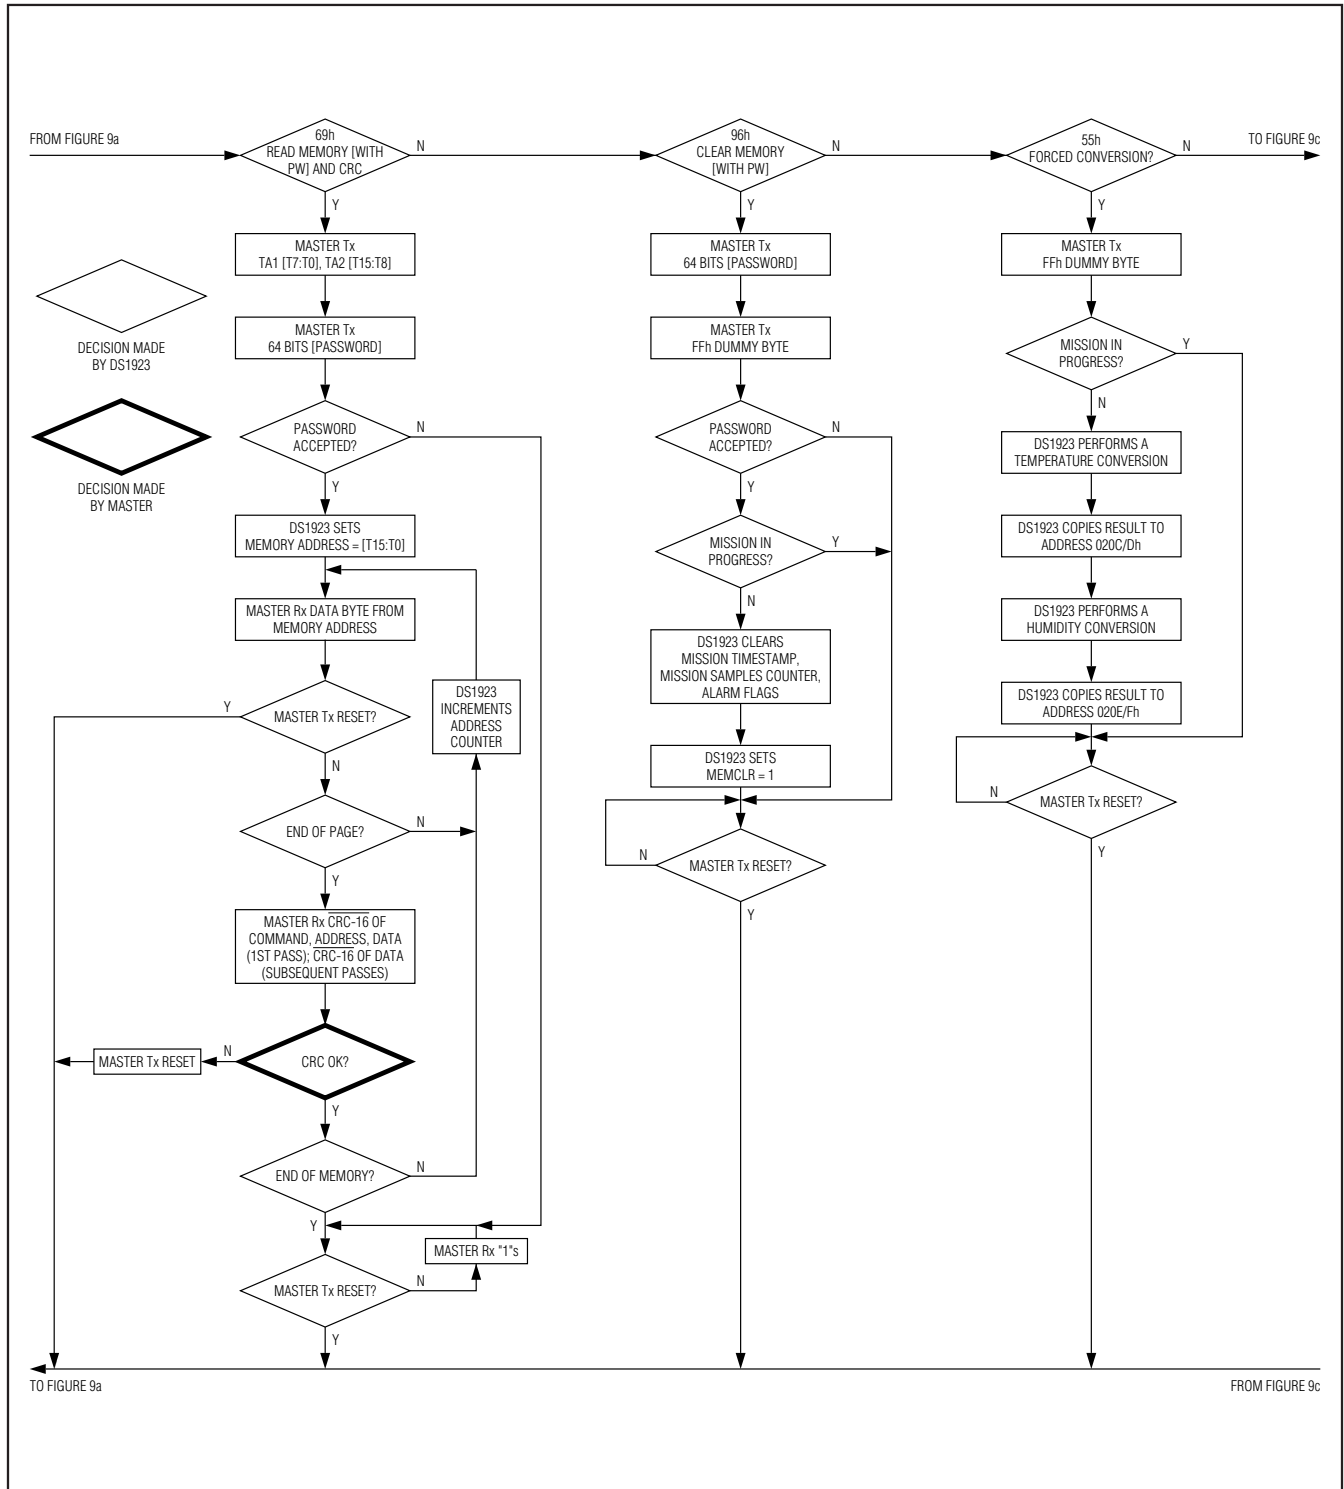 FROM FIGURE 9a
69h
READ MEMORY [WITH
PW] AND CRC
N
Y
MASTER Tx
TA1 [T7:T0], TA2 [T15:T8]
MASTER Tx
64 BITS [PASSWORD]
DECISION MADE
BY DS1923
DECISION MADE
BY MASTER
PASSWORD
ACCEPTED?
N
Y
DS1923 SETS
MEMORY ADDRESS = [T15:T0]
MASTER Rx DATA BYTE FROM
MEMORY ADDRESS
DS1923
INCREMENTS
ADDRESS
COUNTER
Y
MASTER Tx RESET?
N
END OF PAGE?
N
Y
MASTER Rx CRC-16 OF
COMMAND, ADDRESS, DATA
(1ST PASS); CRC-16 OF DATA
(SUBSEQUENT PASSES)
MASTER Tx RESET
N
CRC OK?
Y
END OF MEMORY?
N
Y
MASTER Rx "1"s
MASTER Tx RESET?
N
Y
96h
CLEAR MEMORY
[WITH PW]
N
Y
MASTER Tx
64 BITS [PASSWORD]
MASTER Tx
FFh DUMMY BYTE
PASSWORD
ACCEPTED?
N
Y
MISSION IN
PROGRESS?
Y
N
DS1923 CLEARS
MISSION TIMESTAMP,
MISSION SAMPLES COUNTER,
ALARM FLAGS
DS1923 SETS
MEMCLR = 1
N
MASTER Tx RESET?
Y
55h
FORCED CONVERSION?
N
TO FIGURE 9c
Y
MASTER Tx
FFh DUMMY BYTE
MISSION IN
PROGRESS?
Y
N
DS1923 PERFORMS A
TEMPERATURE CONVERSION
DS1923 COPIES RESULT TO
ADDRESS 020C/Dh
DS1923 PERFORMS A
HUMIDITY CONVERSION
DS1923 COPIES RESULT TO
ADDRESS 020E/Fh
N
MASTER Tx RESET?
Y
TO FIGURE 9a
FROM FIGURE 9c